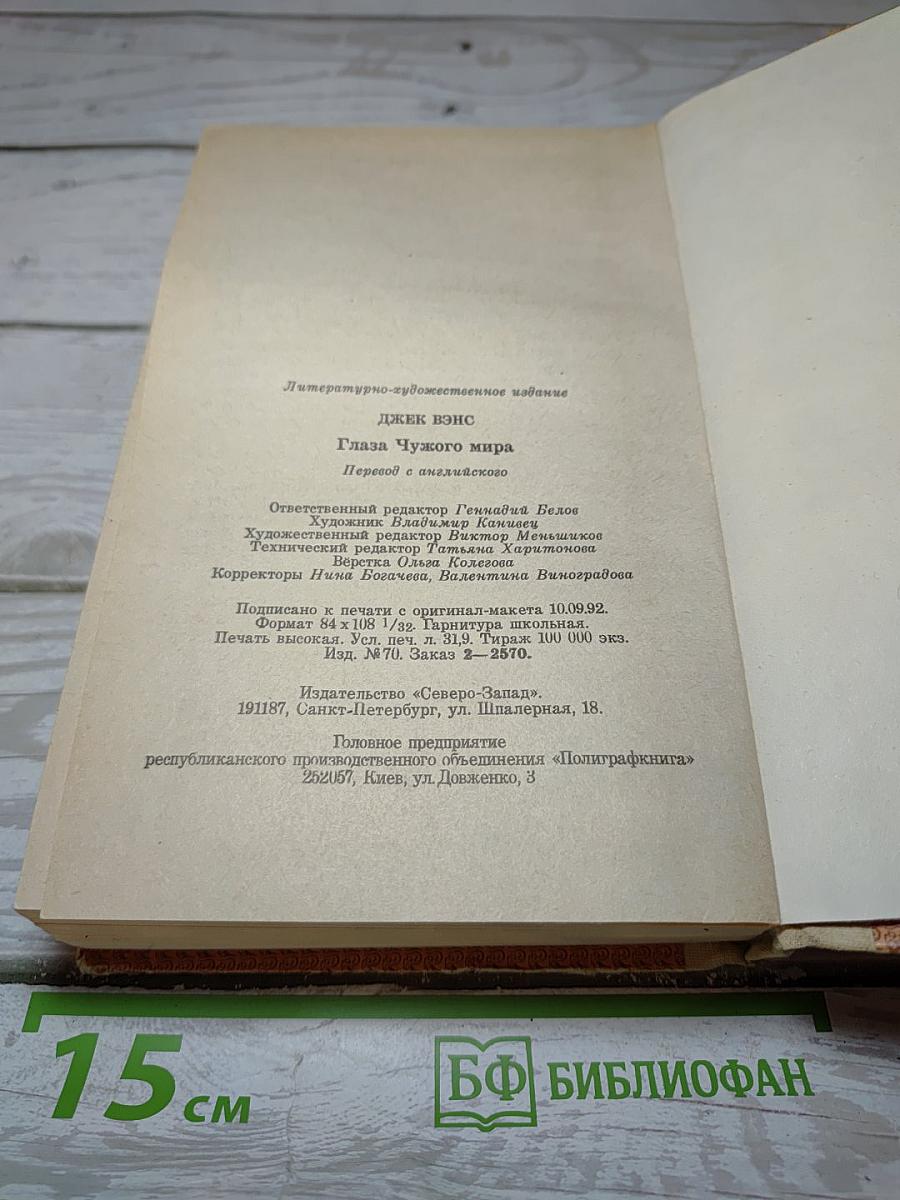 Литературно-художественное издание
ДЖЕК ВЭНС
Глаза Чужого мира
Перевод с английского
Ответственный редактор Геннадий Белов
Художник Владимир Канивец
Художественный редактор Виктор Меньшиков
Технический редактор Татьяна Харитонова
Вёрстка Ольга Колегова
Корректоры Нина Богачева, Валентина Виноградова
Подписано к печати с оригинал-макета 10.09.92.
Формат 84 х 108 1/32. Гарнитура школьная.
Печать высокая. Усл. печ. л. 31,9. Тираж 100 000 экз.
Изд. №70. Заказ 2—2570.
Издательство «Северо-Запад».
191187, Санкт-Петербург, ул. Шпалерная, 18.
Головное предприятие
республиканского производственного объединения «Полиграфкнига»
252057, Киев, ул. Довженко, 3
15 см
БФ БИБЛИОФАН